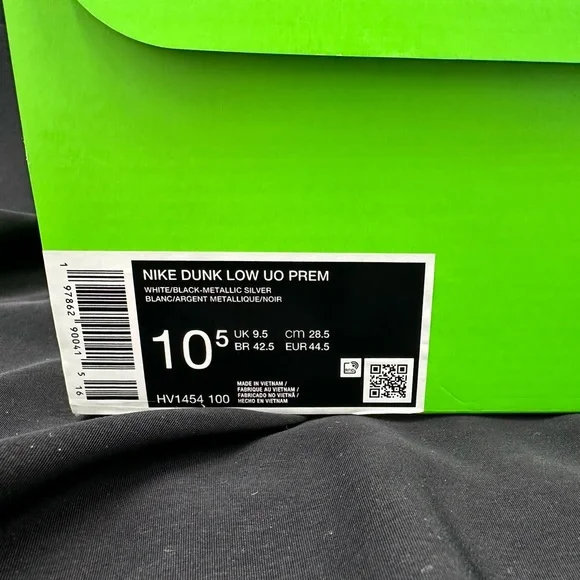 NIKE DUNK LOW UO PREM
WHITE/BLACK-METALLIC SILVER
BLANC/ARGENT METALLIQUE/NOIR
10 5
UK 9.5 cm 28.5
BR 42.5 EUR 44.5
HV1454 100
MADE IN VIETNAM /
FABRIQUE AU VIETNAM /
FABRICADO NO VIETNÃ /
HECHO EN VIETNAM
1 97862 90041 5 16